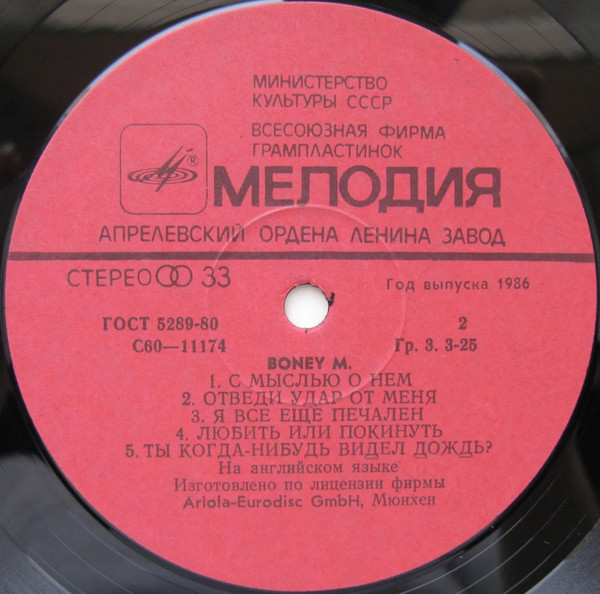 МИНИСТЕРСТВО
КУЛЬТУРЫ СССР
ВСЕСОЮЗНАЯ ФИРМА
ГРАМПЛАСТИНОК
®
МЕЛОДИЯ
АПРЕЛЕВСКИЙ ОРДЕНА ЛЕНИНА ЗАВОД
СТЕРЕО 33
Год выпуска 1986
ГОСТ 5289-80
2
С60—11174
Гр. 3. 3-25
BONEY M.
1. С МЫСЛЬЮ О НЕМ
2. ОТВЕДИ УДАР ОТ МЕНЯ
3. Я ВСЕ ЕЩЕ ПЕЧАЛЕН
4. ЛЮБИТЬ ИЛИ ПОКИНУТЬ
5. ТЫ КОГДА-НИБУДЬ ВИДЕЛ ДОЖДЬ?
На английском языке
Изготовлено по лицензии фирмы
Ariola-Eurodisc GmbH, Мюнхен